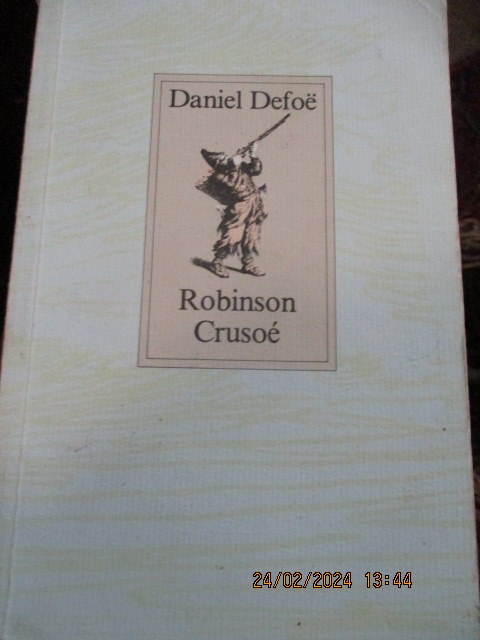 Daniel Defoë
Robinson
Crusoé
24/02/2024 13:44